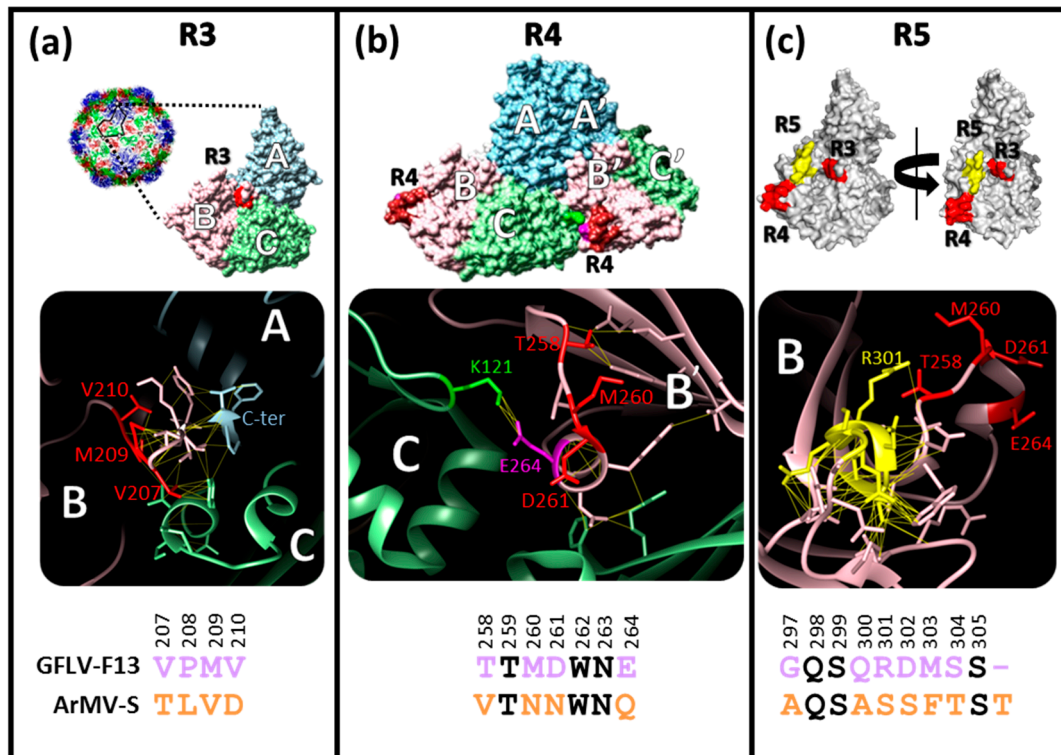 (a) R3
R3
A
B
C
A
V210
C-ter
M209
V207
B
C
207 208 209 210
GFLV-F13 VPMV
ArMV-S TLVD
(b) R4
A A'
B B' C'
R4
C
R4
T258
K121
M260
B'
C E264
D261
258 259 260 261 262 263 264
TTMDWNE
VTNNWNQ
(c) R5
R5 R5
R3 R3
R4 R4
M260
B R301 D261
T258
E264
297 298 299 300 301 302 303 304 305
GQSQRDMSS-
AQSASSFTST